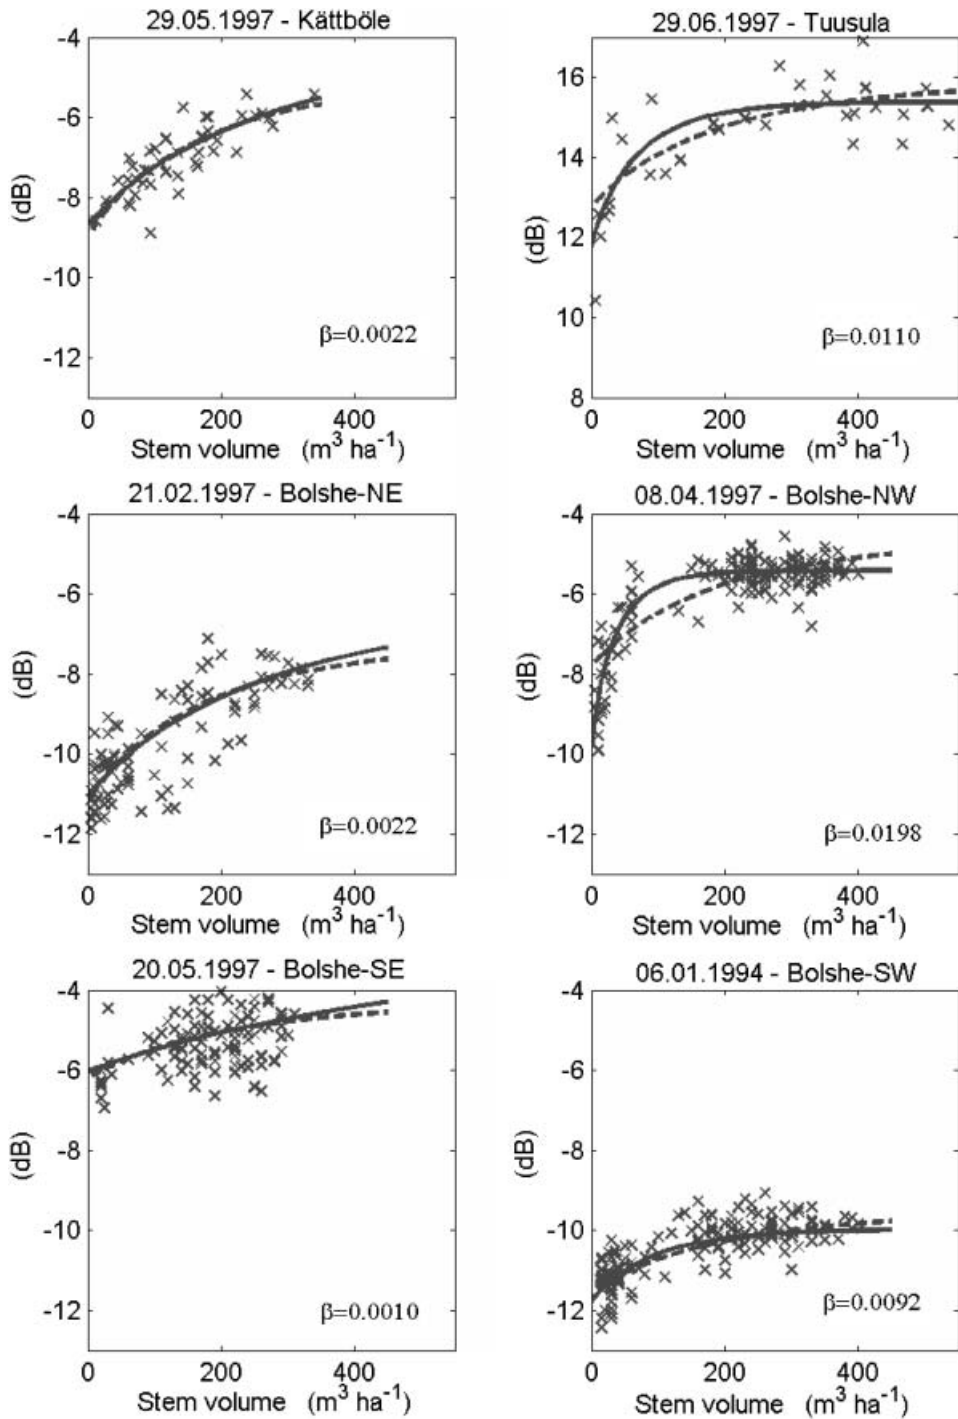 29.05.1997 - Kättböle
-4
-6
-8
-10
-12
(dB)
β=0.0022
0 200 400
Stem volume (m³ ha⁻¹)
29.06.1997 - Tuusula
16
14
12
10
8
(dB)
β=0.0110
0 200 400
Stem volume (m³ ha⁻¹)
21.02.1997 - Bolshe-NE
-4
-6
-8
-10
-12
(dB)
β=0.0022
0 200 400
Stem volume (m³ ha⁻¹)
08.04.1997 - Bolshe-NW
-4
-6
-8
-10
-12
(dB)
β=0.0198
0 200 400
Stem volume (m³ ha⁻¹)
20.05.1997 - Bolshe-SE
-4
-6
-8
-10
-12
(dB)
β=0.0010
0 200 400
Stem volume (m³ ha⁻¹)
06.01.1994 - Bolshe-SW
-4
-6
-8
-10
-12
(dB)
β=0.0092
0 200 400
Stem volume (m³ ha⁻¹)